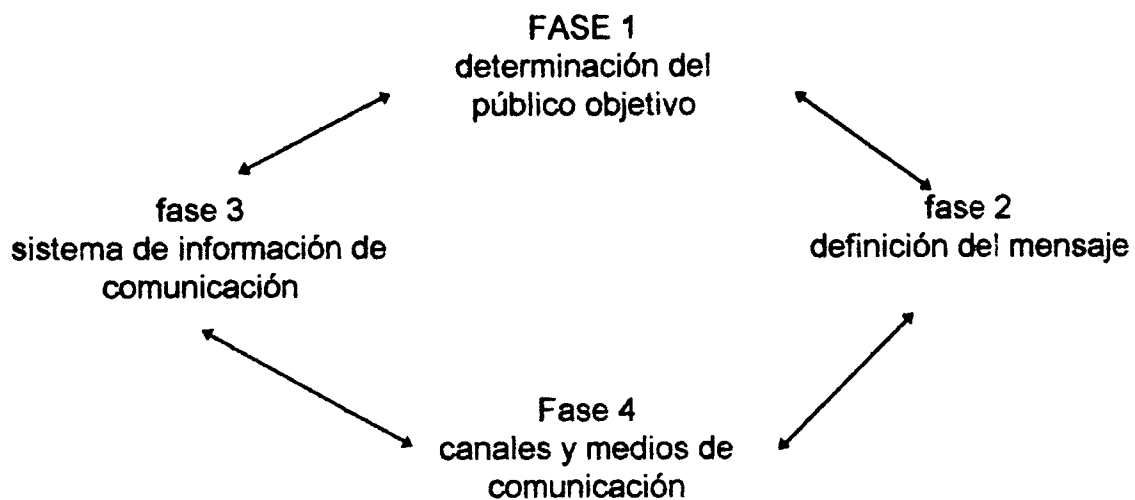 FASE 1
determinación del
público objetivo
fase 3
sistema de información de
comunicación
fase 2
definición del mensaje
Fase 4
canales y medios de
comunicación